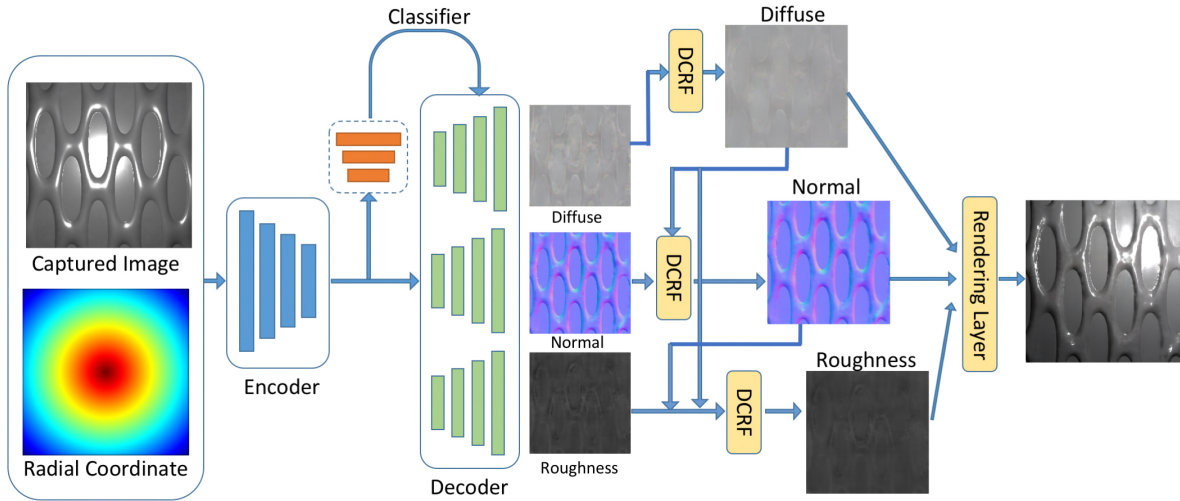 Captured Image
Radial Coordinate
Encoder
Classifier
Decoder
Diffuse
Normal
Roughness
DCRF
Diffuse
DCRF
Normal
DCRF
Roughness
Rendering Layer